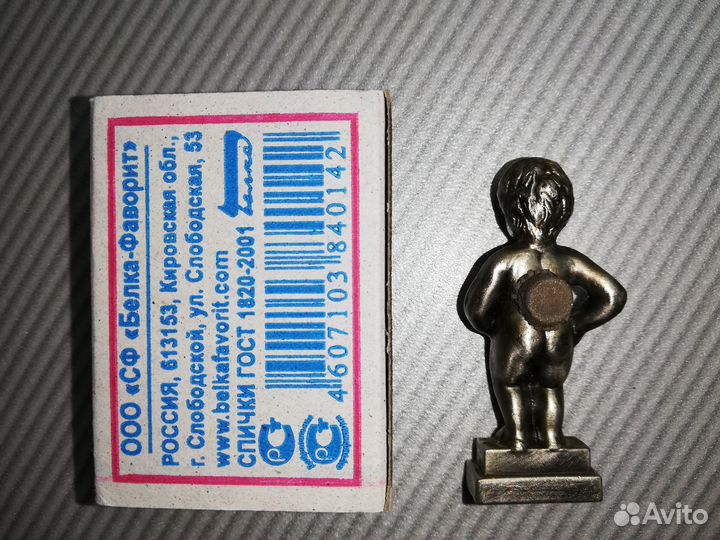 ООО «СФ «Белка-Фаворит»
РОССИЯ, 613153, Кировская обл.,
г. Слободской, ул. Слободская, 53
www.belkafavorit.com
СПИЧКИ ГОСТ 1820-2001
4 607103 840142
Avito